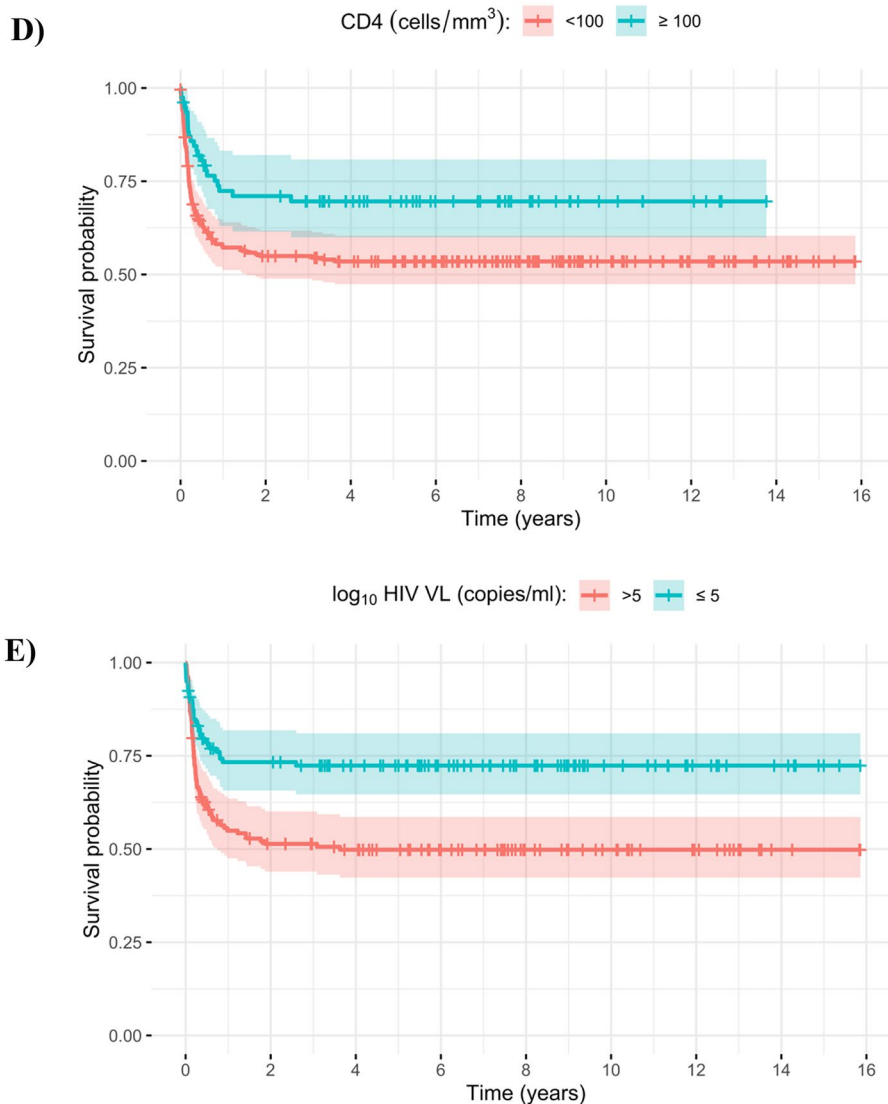 D)
CD4 (cells/mm³): <100 ≥ 100
Survival probability
1.00
0.75
0.50
0.25
0.00
0 2 4 6 8 10 12 14 16
Time (years)
E)
log₁₀ HIV VL (copies/ml): >5 ≤ 5
Survival probability
1.00
0.75
0.50
0.25
0.00
0 2 4 6 8 10 12 14 16
Time (years)